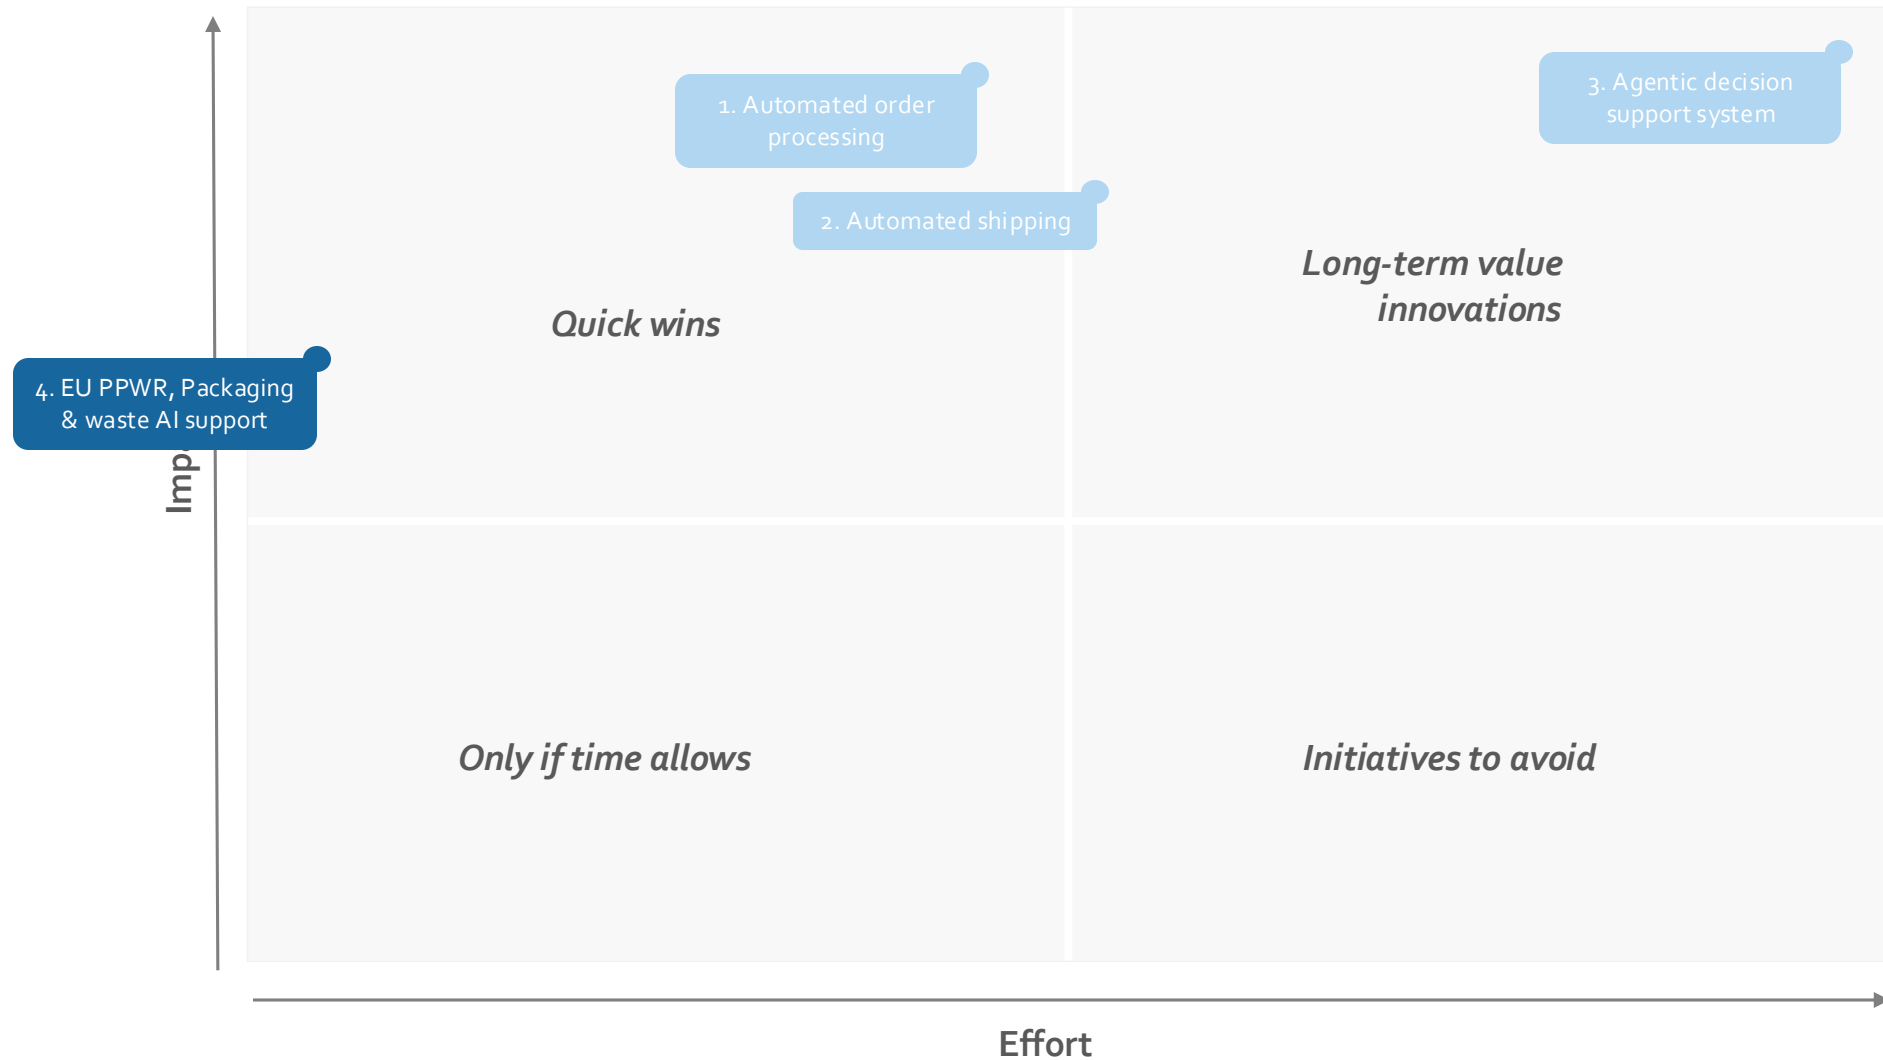 1. Automated order
processing
3. Agentic decision
support system
2. Automated shipping
Long-term value
innovations
Quick wins
4. EU PPWR, Packaging
& waste AI support
Only if time allows
Initiatives to avoid
Effort